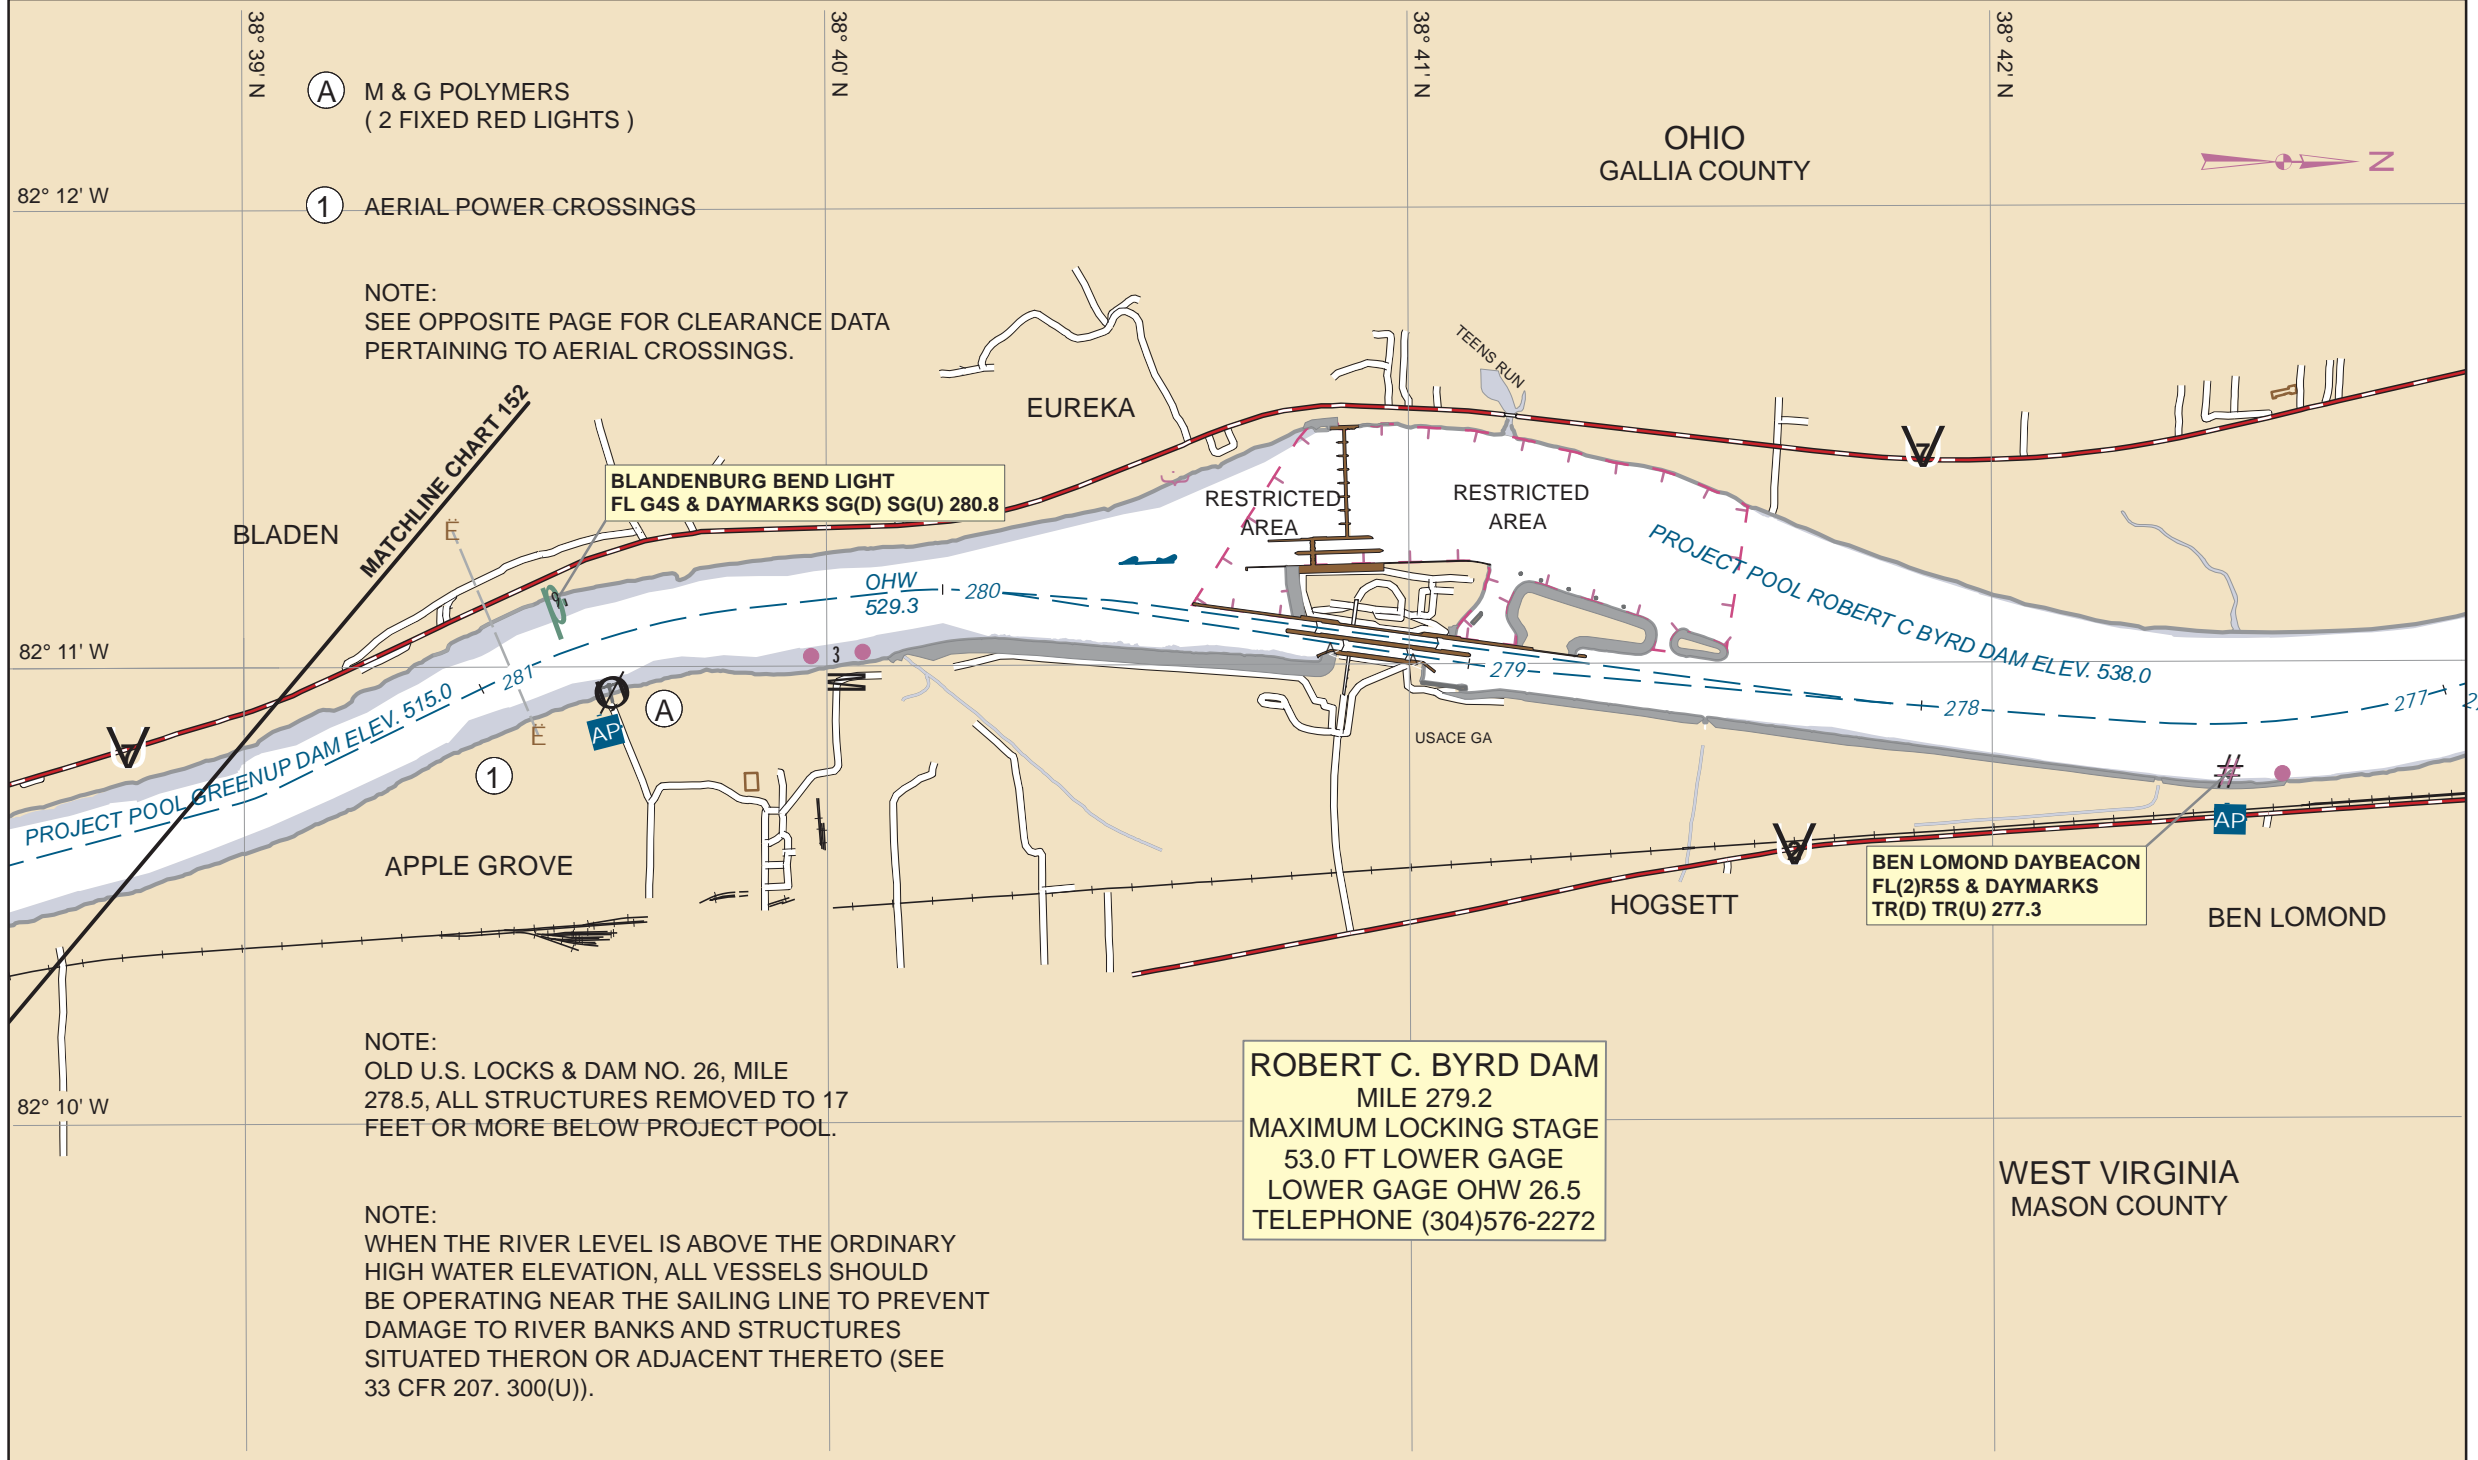 38° 39' N
38° 40' N
38° 41' N
38° 42' N
A
M & G POLYMERS
( 2 FIXED RED LIGHTS )
OHIO
GALLIA COUNTY
N
82° 12' W
1
AERIAL POWER CROSSINGS
NOTE:
SEE OPPOSITE PAGE FOR CLEARANCE DATA
PERTAINING TO AERIAL CROSSINGS.
TEENS RUN
MATCHLINE CHART 152
EUREKA
7
BLANDENBURG BEND LIGHT
FL G4S & DAYMARKS SG(D) SG(U) 280.8
RESTRICTED
AREA
RESTRICTED
AREA
BLADEN
Ë
PROJECT POOL ROBERT C BYRD DAM ELEV. 538.0
OHW
529.3
280
9
82° 11' W
3
281
279
278
277
A
A
A
AP
7
Ë
1
PROJECT POOL GREENUP DAM ELEV. 515.0
USACE GA
AP
2
APPLE GROVE
HOGSETT
BEN LOMOND DAYBEACON
FL(2)R5S & DAYMARKS
TR(D) TR(U) 277.3
BEN LOMOND
NOTE:
OLD U.S. LOCKS & DAM NO. 26, MILE
278.5, ALL STRUCTURES REMOVED TO 17
FEET OR MORE BELOW PROJECT POOL.
82° 10' W
ROBERT C. BYRD DAM
MILE 279.2
MAXIMUM LOCKING STAGE
53.0 FT LOWER GAGE
LOWER GAGE OHW 26.5
TELEPHONE (304)576-2272
WEST VIRGINIA
MASON COUNTY
NOTE:
WHEN THE RIVER LEVEL IS ABOVE THE ORDINARY
HIGH WATER ELEVATION, ALL VESSELS SHOULD
BE OPERATING NEAR THE SAILING LINE TO PREVENT
DAMAGE TO RIVER BANKS AND STRUCTURES
SITUATED THERON OR ADJACENT THERETO (SEE
33 CFR 207. 300(U)).